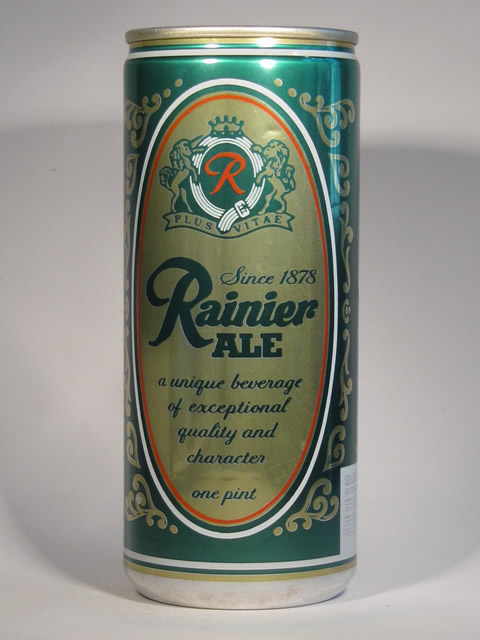 R
PLUS VITAE
Since 1878
Rainier
ALE
a unique beverage
of exceptional
quality and
character
one pint